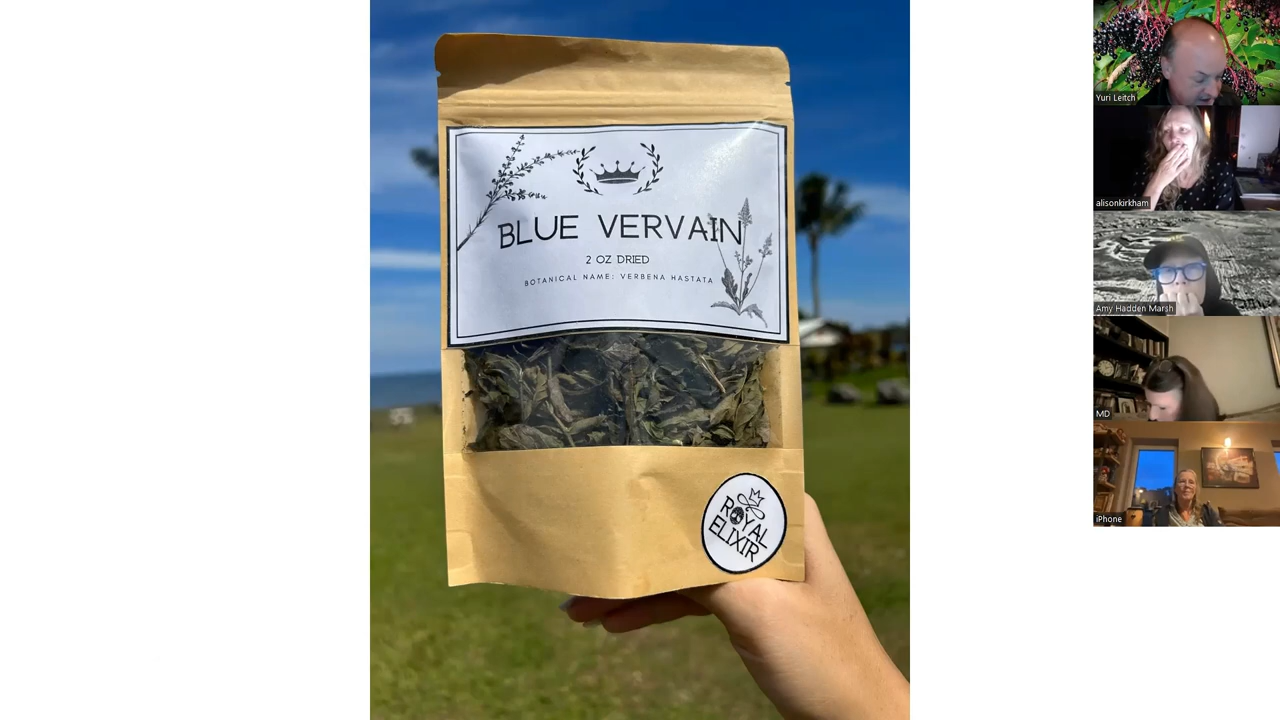 BLUE VERVAIN
2 OZ DRIED
BOTANICAL NAME: VERBENA HASTATA
ROYAL
ELIXIR
Yuri Leitch
alisonkirkham
Amy Hadden Marsh
MD
iPhone